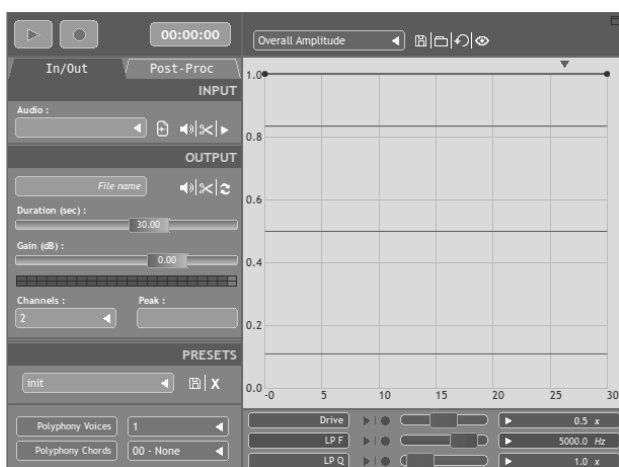 00:00:00
Overall Amplitude
In/Out
Post-Proc
INPUT
Audio :
OUTPUT
File name
Duration (sec) :
30.00
Gain (dB) :
0.00
Channels :
Peak :
2
PRESETS
init
X
Polyphony Voices
1
Polyphony Chords
00 - None
1.0
0.8
0.6
0.4
0.2
0.0
-0 5 10 15 20 25 30
Drive
0.5 x
LP F
5000.0 Hz
LP Q
1.0 x